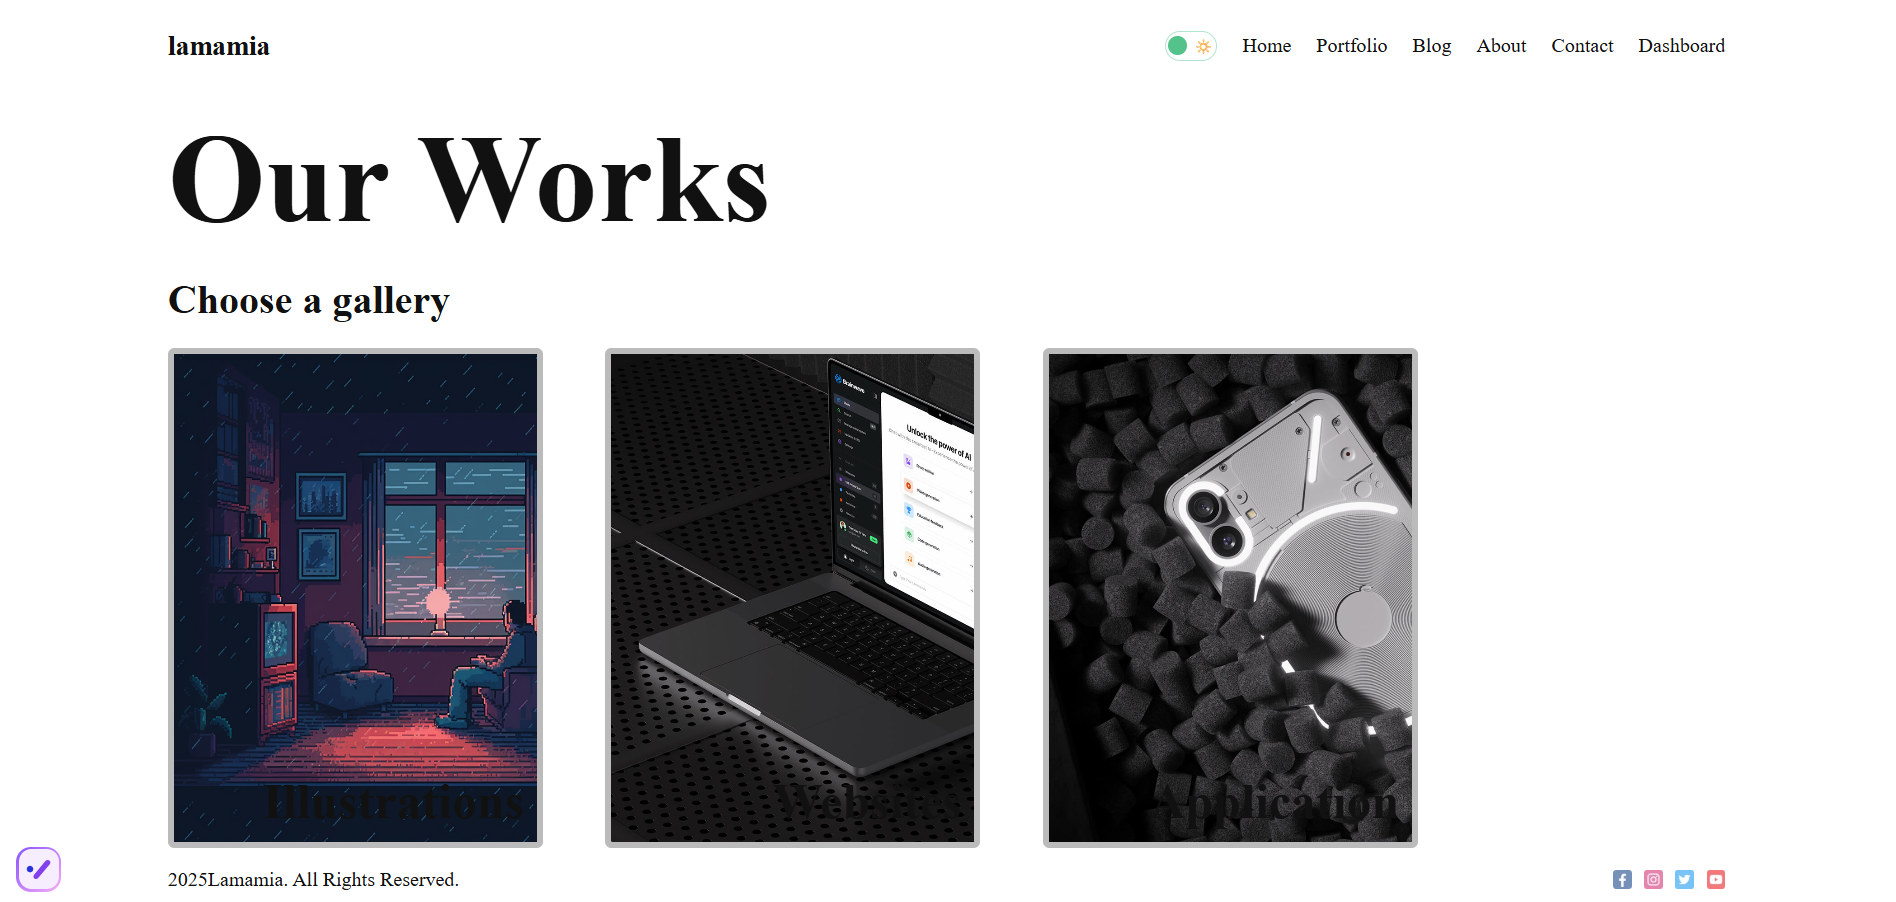 lamamia
Home Portfolio Blog About Contact Dashboard
Our Works
Choose a gallery
Brainwave
Unlock the power of AI
Illustrations
Websites
Application
2025Lamamia. All Rights Reserved.